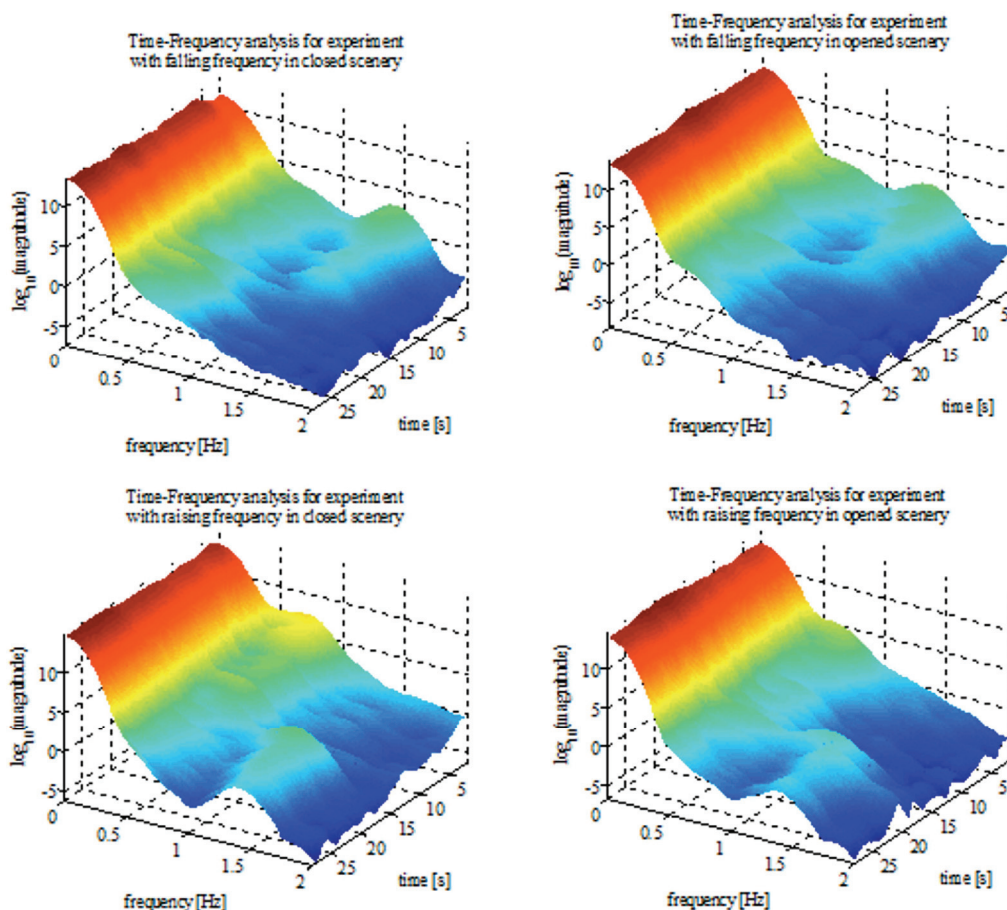 Time-Frequency analysis for experiment
with falling frequency in closed scenery
log10(magnitude)
10
5
0
-5
0
0.5
1
1.5
2
frequency [Hz]
5
10
15
20
25
time [s]
Time-Frequency analysis for experiment
with falling frequency in opened scenery
log10(magnitude)
10
5
0
-5
0
0.5
1
1.5
2
frequency [Hz]
5
10
15
20
25
time [s]
Time-Frequency analysis for experiment
with raising frequency in closed scenery
log10(magnitude)
10
5
0
-5
0
0.5
1
1.5
2
frequency [Hz]
5
10
15
20
25
time [s]
Time-Frequency analysis for experiment
with raising frequency in opened scenery
log10(magnitude)
10
5
0
-5
0
0.5
1
1.5
2
frequency [Hz]
5
10
15
20
25
time [s]